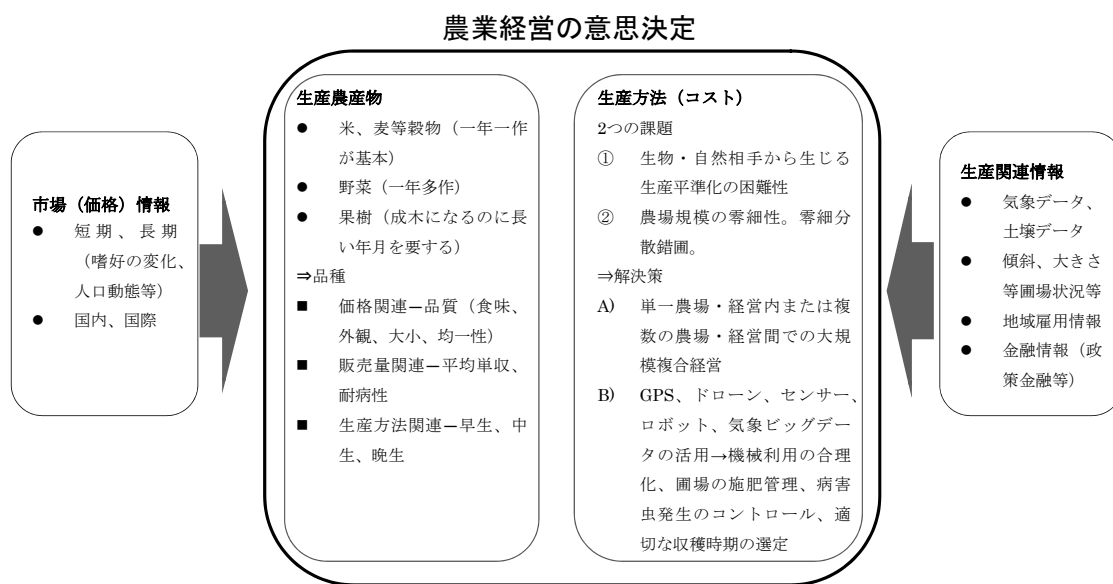 農業経営の意思決定
市場（価格）情報
● 短期、長期
（嗜好の変化、
人口動態等）
● 国内、国際
生産農産物
● 米、麦等穀物（一年一作
が基本）
● 野菜（一年多作）
● 果樹（成木になるのに長
い年月を要する）
⇒品種
■ 価格関連―品質（食味、
外観、大小、均一性）
■ 販売量関連―平均単収、
耐病性
■ 生産方法関連―早生、中
生、晩生
生産方法（コスト）
2つの課題
① 生物・自然相手から生じる
生産平準化の困難性
② 農場規模の零細性。零細分
散錯圃。
⇒解決策
A) 単一農場・経営内または複
数の農場・経営間での大規
模複合経営
B) GPS、ドローン、センサー、
ロボット、気象ビッグデー
タの活用→機械利用の合理
化、圃場の施肥管理、病害
虫発生のコントロール、適
切な収穫時期の選定
生産関連情報
● 気象データ、
土壌データ
● 傾斜、大きさ
等圃場状況等
● 地域雇用情報
● 金融情報（政
策金融等）